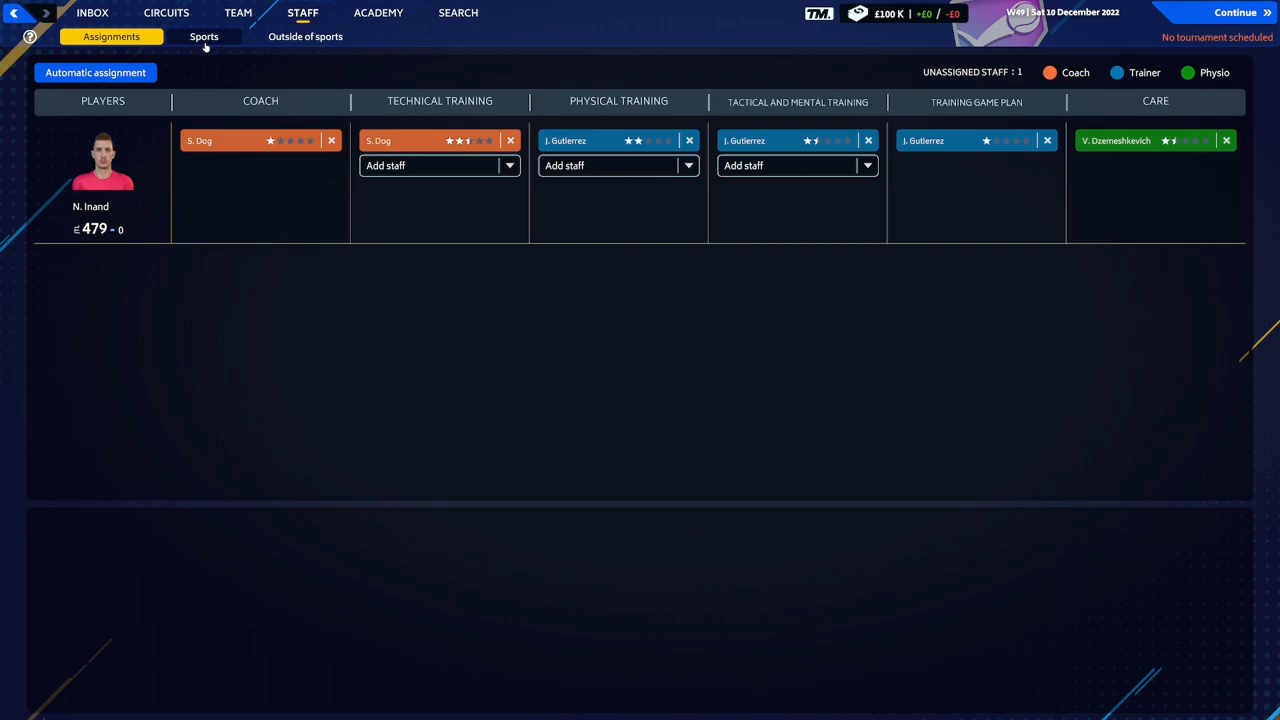 INBOX CIRCUITS TEAM STAFF ACADEMY SEARCH TM. £100 K | +£0 / -£0 W49 | Sat 10 December 2022 Continue
Assignments Sports Outside of sports No tournament scheduled
Automatic assignment UNASSIGNED STAFF : 1 Coach Trainer Physio
PLAYERS COACH TECHNICAL TRAINING PHYSICAL TRAINING TACTICAL AND MENTAL TRAINING TRAINING GAME PLAN CARE
S. Dog S. Dog J. Gutierrez J. Gutierrez J. Gutierrez V. Dzemeshkevich
Add staff Add staff Add staff
N. Inand
479 - 0